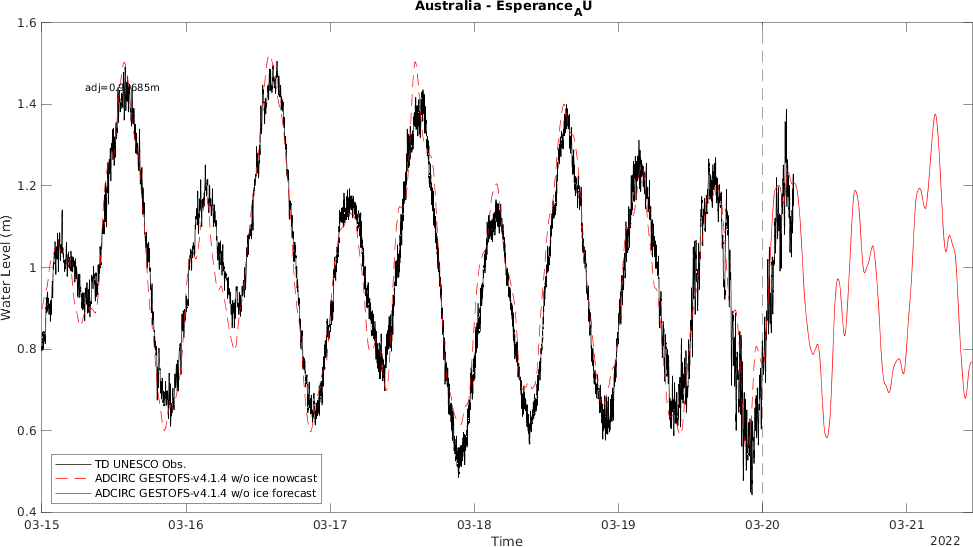 Australia - Esperance_AU
1.6
1.4
1.2
1
0.8
0.6
0.4
Water Level (m)
TD UNESCO Obs.
ADCIRC GESTOFS-v4.1.4 w/o ice nowcast
ADCIRC GESTOFS-v4.1.4 w/o ice forecast
03-15
03-16
03-17
03-18
03-19
03-20
03-21
Time
2022